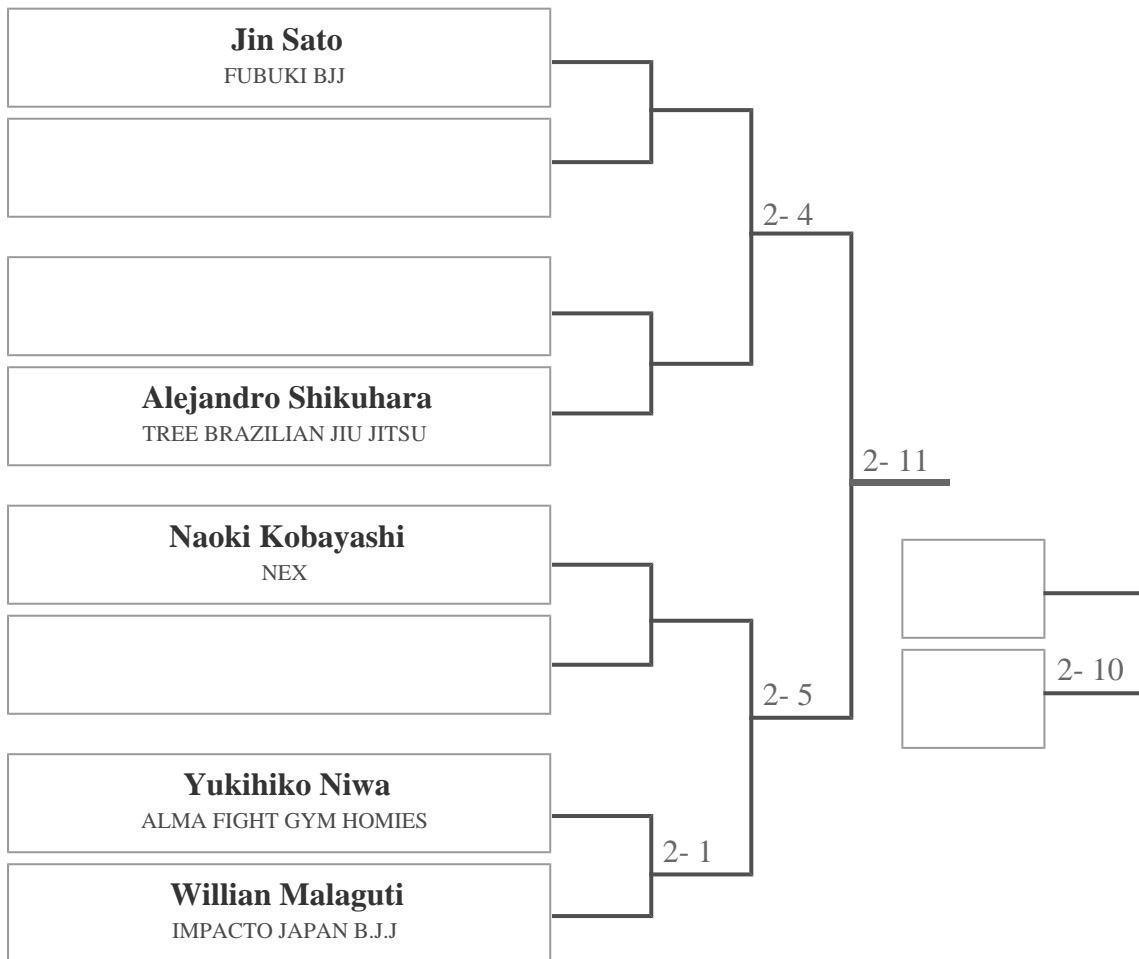 Jin Sato
FUBUKI BJJ
2- 4
Alejandro Shikuhara
TREE BRAZILIAN JIU JITSU
2- 11
Naoki Kobayashi
NEX
2- 10
2- 5
Yukihiko Niwa
ALMA FIGHT GYM HOMIES
2- 1
Willian Malaguti
IMPACTO JAPAN B.J.J